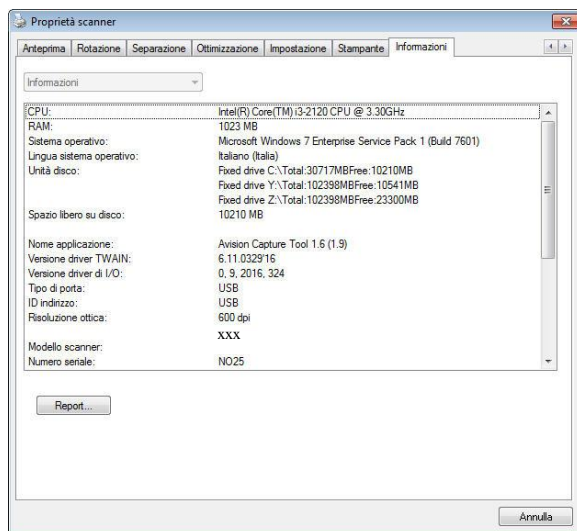 Proprietà scanner
Anteprima Rotazione Separazione Ottimizzazione Impostazione Stampante Informazioni
Informazioni
CPU: Intel(R) Core(TM) i3-2120 CPU @ 3.30GHz
RAM: 1023 MB
Sistema operativo: Microsoft Windows 7 Enterprise Service Pack 1 (Build 7601)
Lingua sistema operativo: Italiano (Italia)
Unità disco: Fixed drive C:\Total:30717MBFree:10210MB
Fixed drive Y:\Total:102398MBFree:10541MB
Fixed drive Z:\Total:102398MBFree:23300MB
Spazio libero su disco: 10210 MB
Nome applicazione: Avision Capture Tool 1.6 (1.9)
Versione driver TWAIN: 6.11.0329'16
Versione driver di I/O: 0, 9, 2016, 324
Tipo di porta: USB
ID indirizzo: USB
Risoluzione ottica: 600 dpi
XXX
Modello scanner:
Numero seriale: NO25
Report...
Annulla